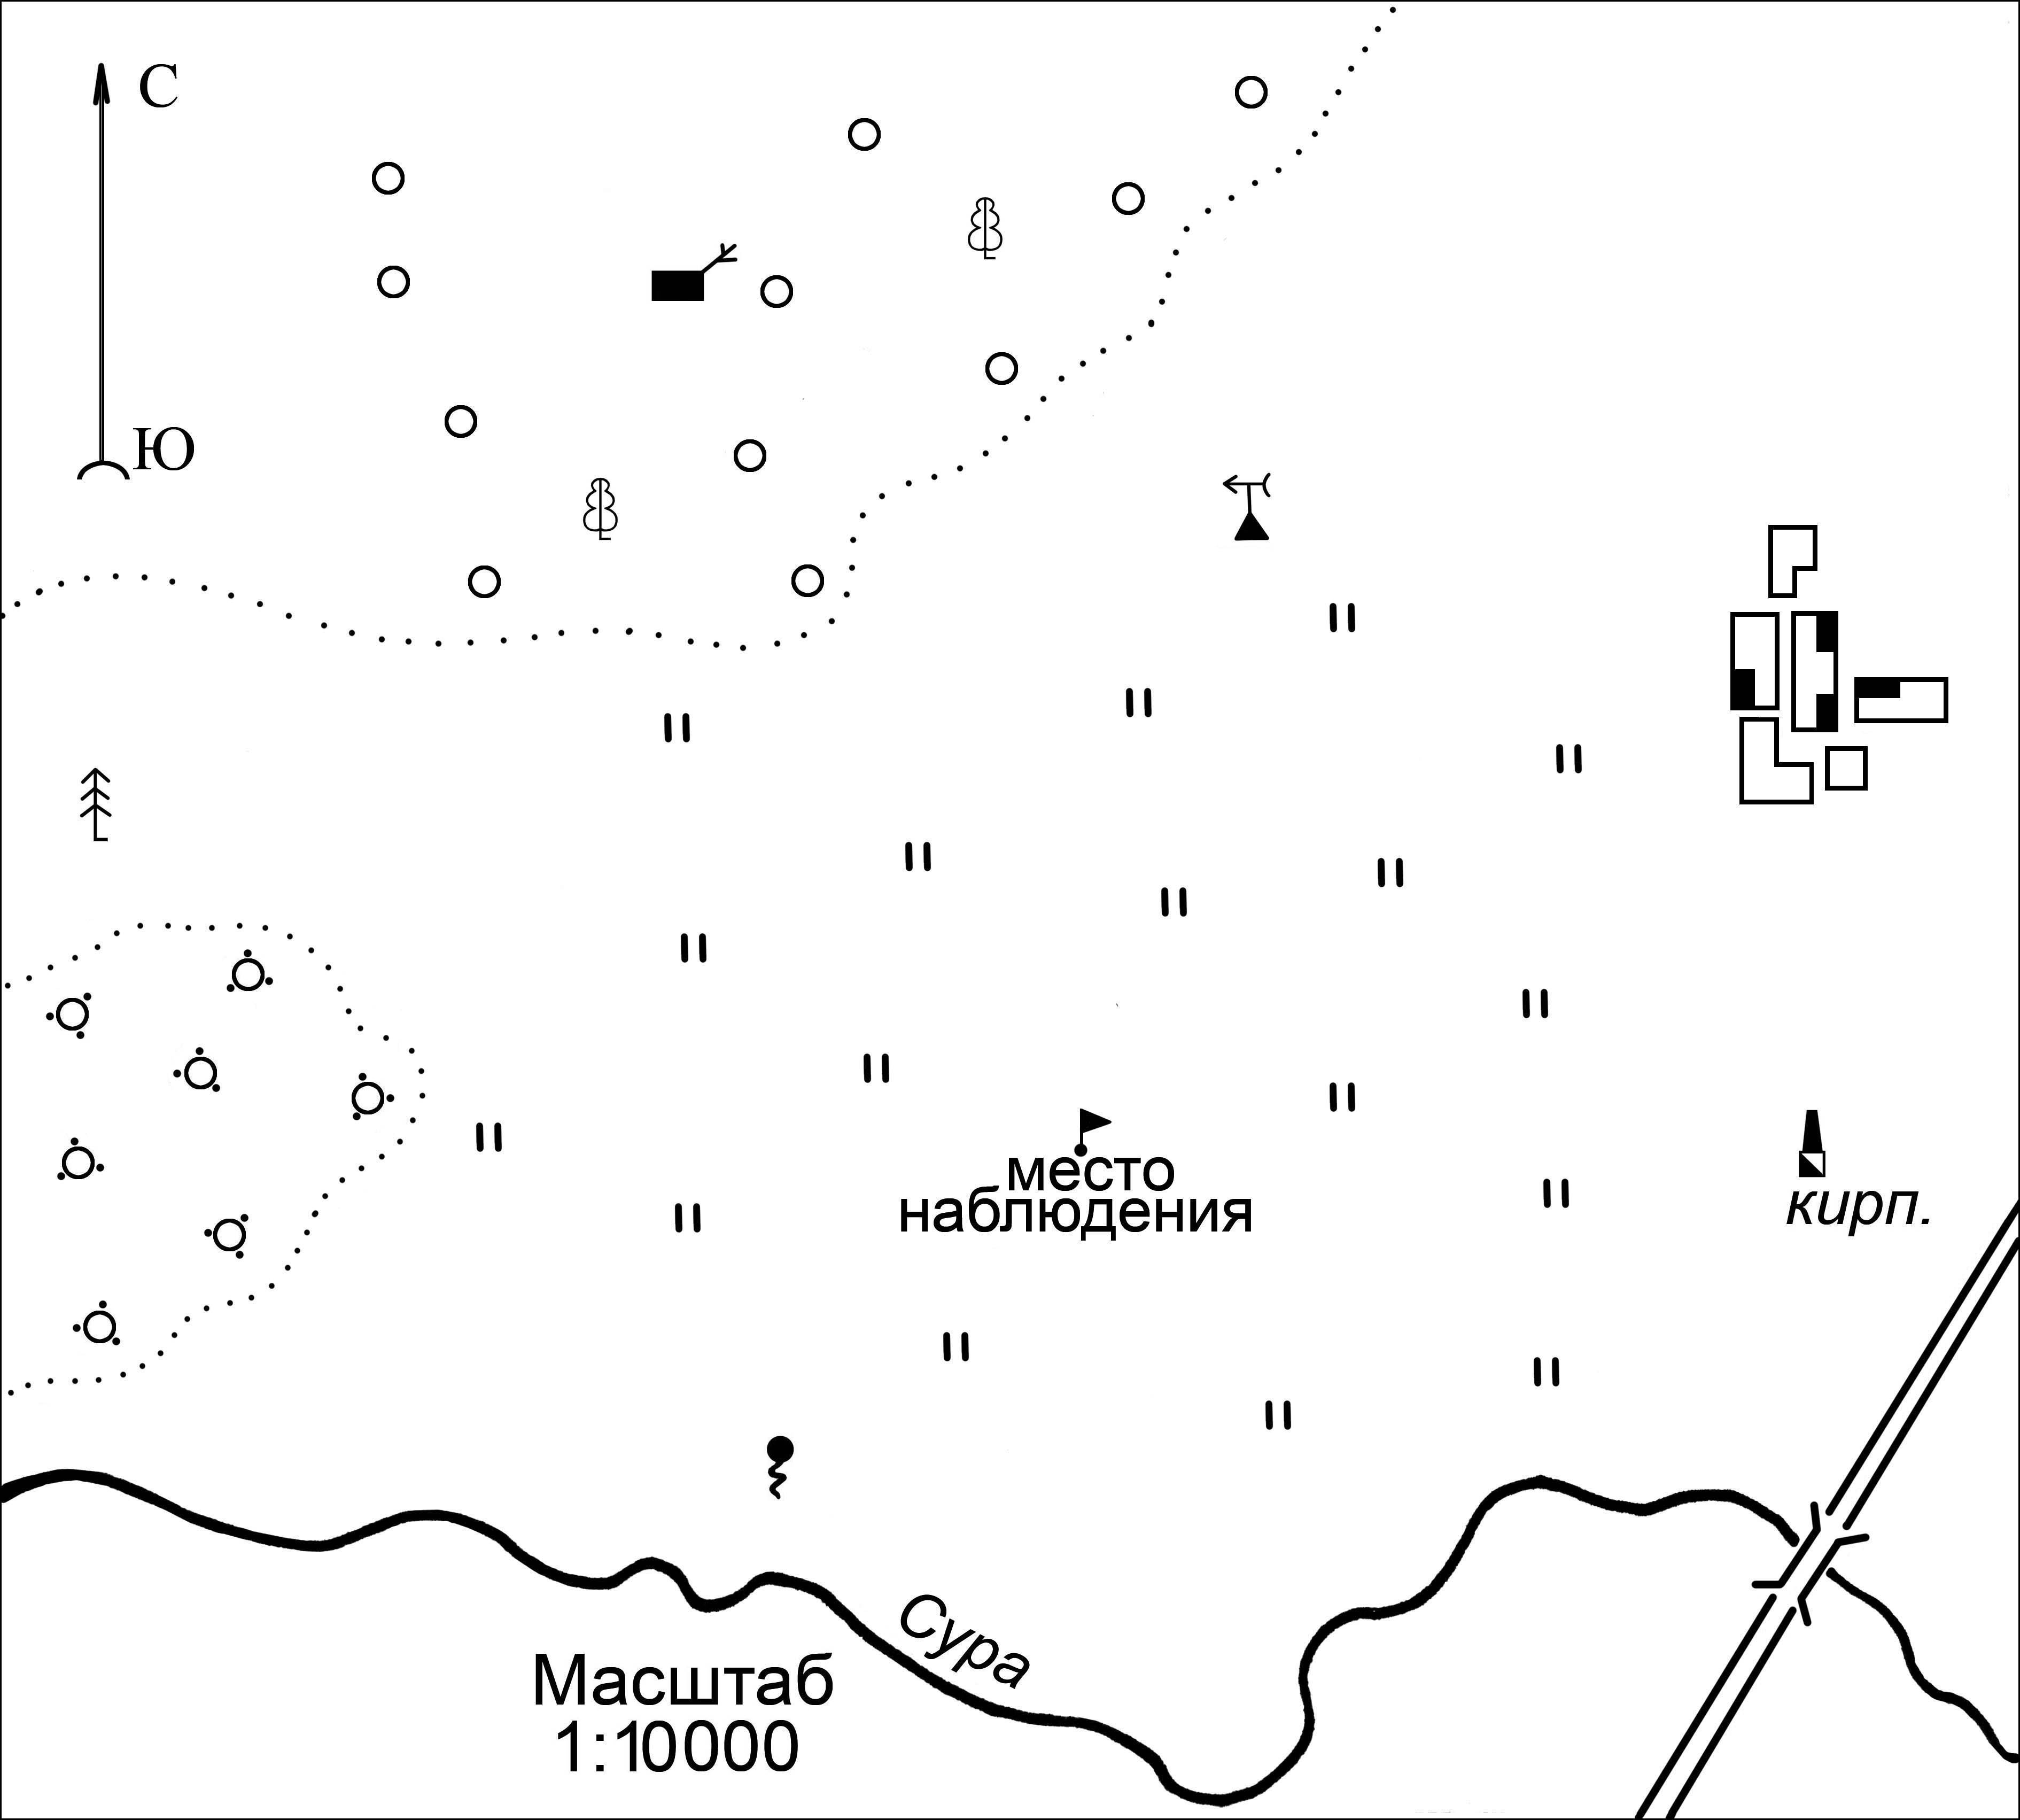 С
Ю
место
наблюдения
кирп.
Сура
Масштаб
1:10000